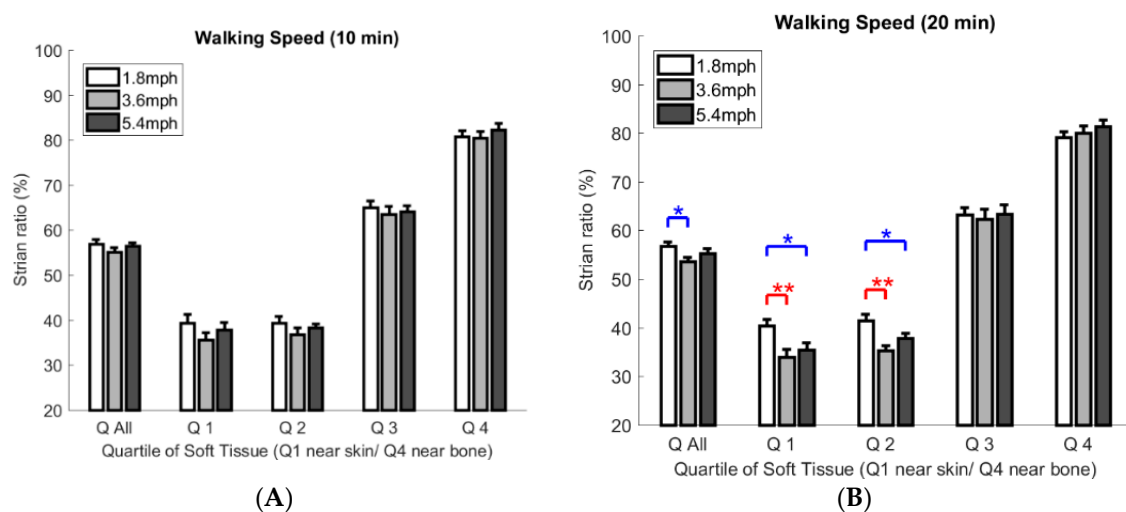 Walking Speed (10 min)
100
90
80
70
60
50
40
30
20
Strian ratio (%)
1.8mph
3.6mph
5.4mph
Q All
Q 1
Q 2
Q 3
Q 4
Quartile of Soft Tissue (Q1 near skin/ Q4 near bone)
(A)
Walking Speed (20 min)
100
90
80
70
60
50
40
30
20
Strian ratio (%)
1.8mph
3.6mph
5.4mph
*
*
**
*
**
Q All
Q 1
Q 2
Q 3
Q 4
Quartile of Soft Tissue (Q1 near skin/ Q4 near bone)
(B)